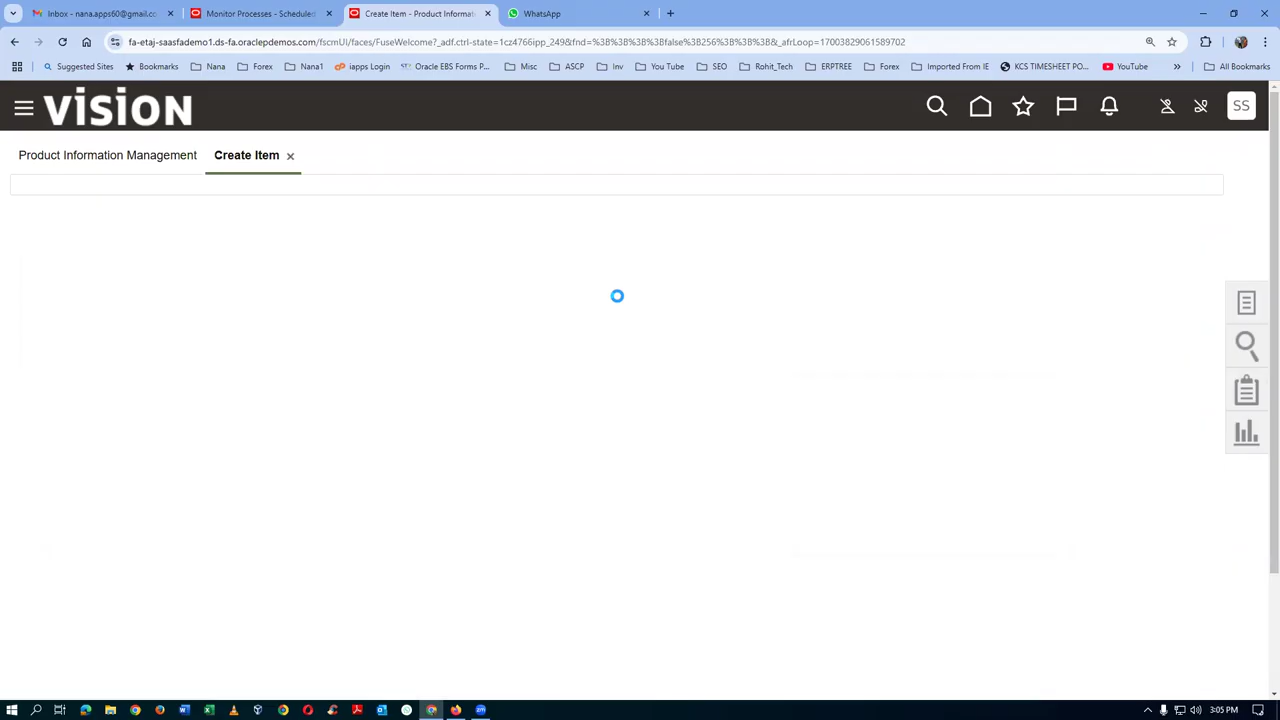 Inbox - nana.apps60@gmail.co
Monitor Processes - Scheduled
Create Item - Product Informat
WhatsApp
fa-etaj-saasfademo1.ds-fa.oraclepdemos.com/fscmUI/faces/FuseWelcome?_adf.ctrl-state=1cz4766ipp_249&fnd=%3B%3B%3B%3Bfalse%3B256%3B%3B%3B&_afrLoop=17003829061589702
Suggested Sites
Bookmarks
Nana
Forex
Nana1
iapps Login
Oracle EBS Forms P...
Misc
ASCP
Inv
You Tube
SEO
Rohit_Tech
ERPTREE
Forex
Imported From IE
KCS TIMESHEET PO...
YouTube
»
All Bookmarks
vision
SS
Product Information Management
Create Item
3:05 PM